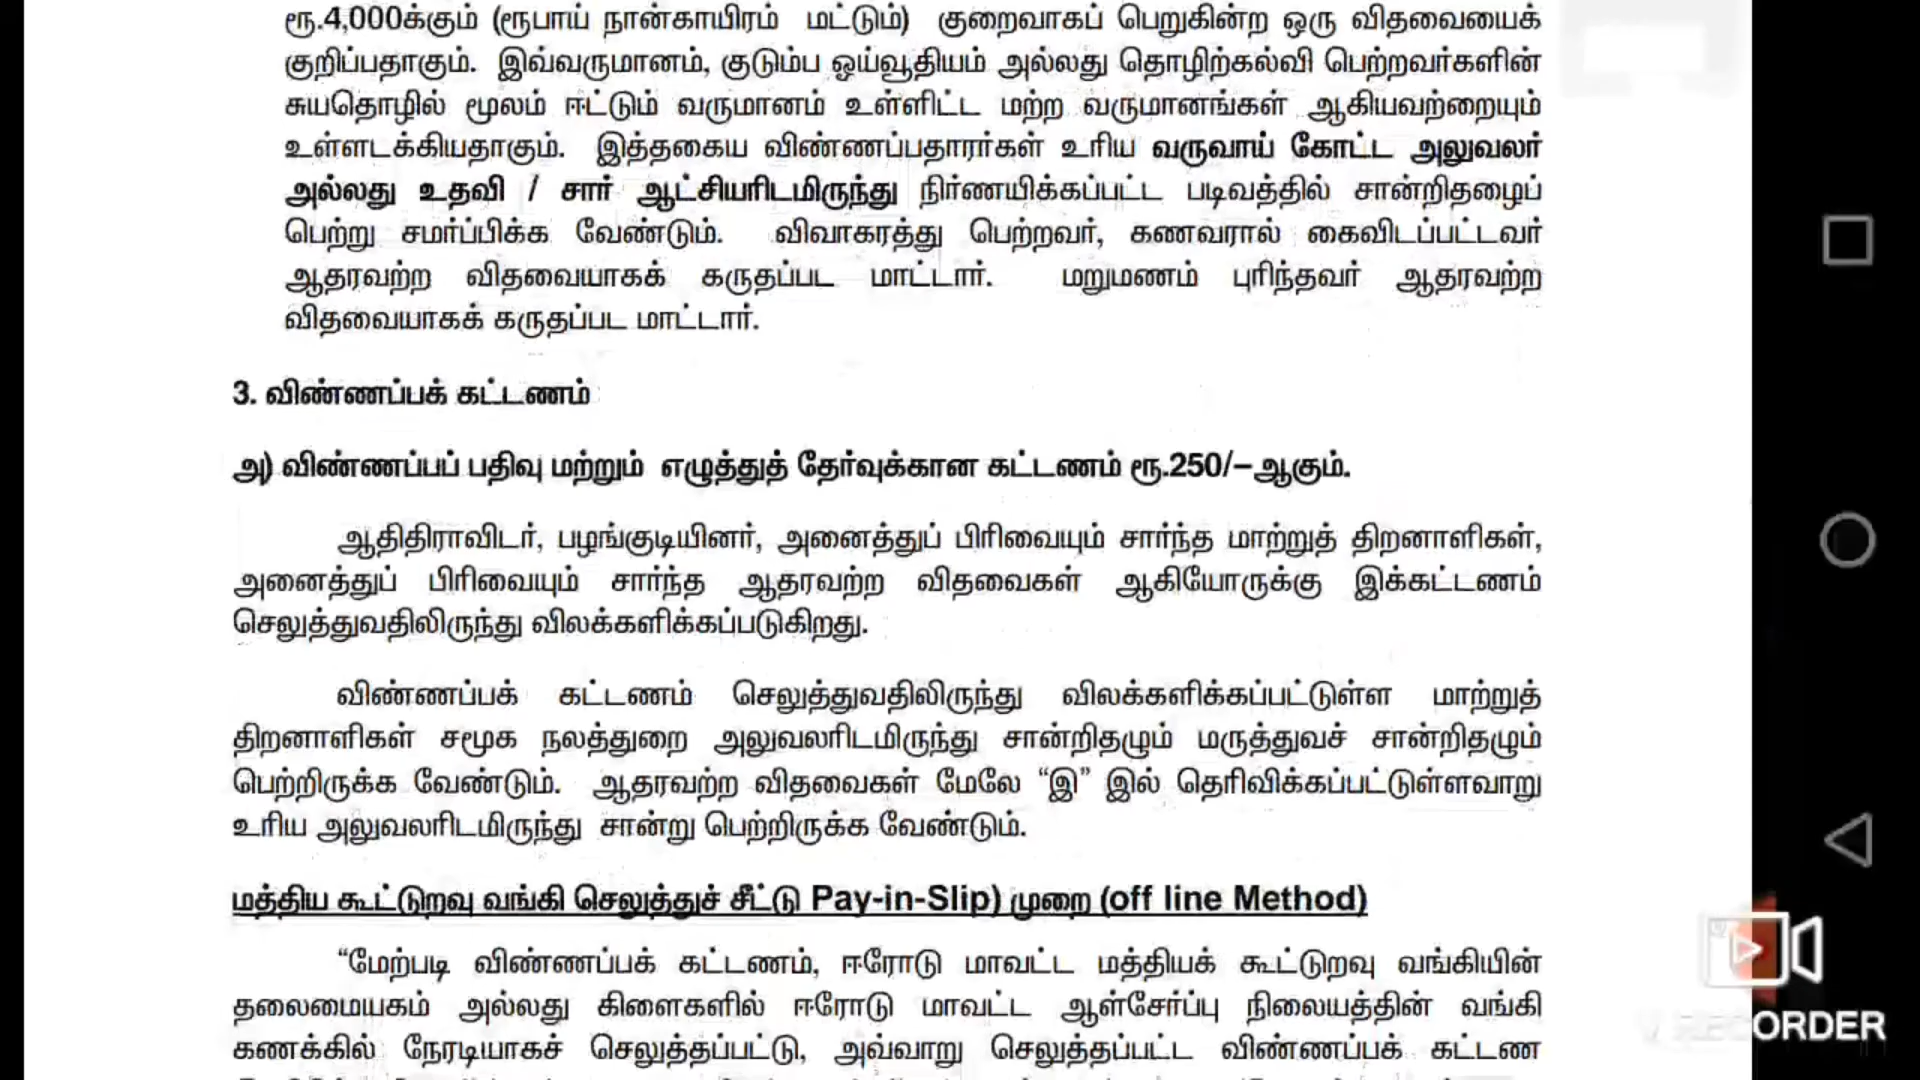 ரூ.4,000க்கும் (ரூபாய் நான்காயிரம் மட்டும்) குறைவாகப் பெறுகின்ற ஒரு விதவையைக்
குறிப்பதாகும். இவ்வருமானம், குடும்ப ஓய்வூதியம் அல்லது தொழிற்கல்வி பெற்றவர்களின்
சுயதொழில் மூலம் ஈட்டும் வருமானம் உள்ளிட்ட மற்ற வருமானங்கள் ஆகியவற்றையும்
உள்ளடக்கியதாகும். இத்தகைய விண்ணப்பதாரர்கள் உரிய வருவாய் கோட்ட அலுவலர்
அல்லது உதவி / சார் ஆட்சியரிடமிருந்து நிர்ணயிக்கப்பட்ட படிவத்தில் சான்றிதழைப்
பெற்று சமர்ப்பிக்க வேண்டும். விவாகரத்து பெற்றவர், கணவரால் கைவிடப்பட்டவர்
ஆதரவற்ற விதவையாகக் கருதப்பட மாட்டார். மறுமணம் புரிந்தவர் ஆதரவற்ற
விதவையாகக் கருதப்பட மாட்டார்.
3. விண்ணப்பக் கட்டணம்
அ) விண்ணப்பப் பதிவு மற்றும் எழுத்துத் தேர்வுக்கான கட்டணம் ரூ.250/–ஆகும்.
ஆதிதிராவிடர், பழங்குடியினர், அனைத்துப் பிரிவையும் சார்ந்த மாற்றுத் திறனாளிகள்,
அனைத்துப் பிரிவையும் சார்ந்த ஆதரவற்ற விதவைகள் ஆகியோருக்கு இக்கட்டணம்
செலுத்துவதிலிருந்து விலக்களிக்கப்படுகிறது.
விண்ணப்பக் கட்டணம் செலுத்துவதிலிருந்து விலக்களிக்கப்பட்டுள்ள மாற்றுத்
திறனாளிகள் சமூக நலத்துறை அலுவலரிடமிருந்து சான்றிதழும் மருத்துவச் சான்றிதழும்
பெற்றிருக்க வேண்டும். ஆதரவற்ற விதவைகள் மேலே “இ” இல் தெரிவிக்கப்பட்டுள்ளவாறு
உரிய அலுவலரிடமிருந்து சான்று பெற்றிருக்க வேண்டும்.
மத்திய கூட்டுறவு வங்கி செலுத்துச் சீட்டு Pay-in-Slip) முறை (off line Method)
“மேற்படி விண்ணப்பக் கட்டணம், ஈரோடு மாவட்ட மத்தியக் கூட்டுறவு வங்கியின்
தலைமையகம் அல்லது கிளைகளில் ஈரோடு மாவட்ட ஆள்சேர்ப்பு நிலையத்தின் வங்கி
கணக்கில் நேரடியாகச் செலுத்தப்பட்டு, அவ்வாறு செலுத்தப்பட்ட விண்ணப்பக் கட்டண
RECORDER